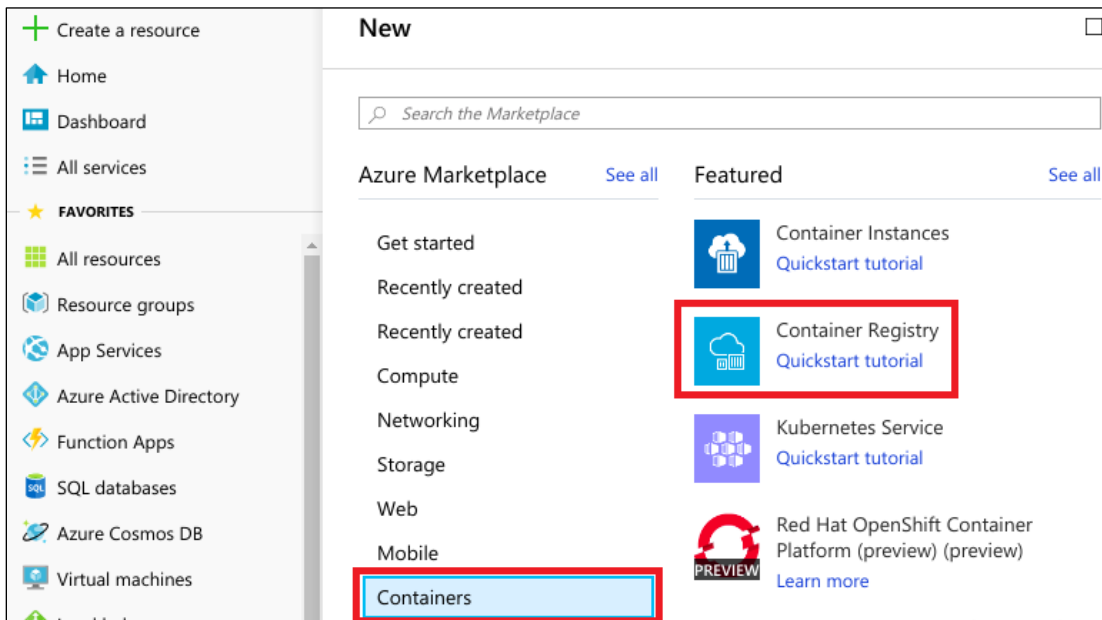 Create a resource
Home
Dashboard
All services
FAVORITES
All resources
Resource groups
App Services
Azure Active Directory
Function Apps
SQL
SQL databases
Azure Cosmos DB
Virtual machines
New
Search the Marketplace
Azure Marketplace See all
Get started
Recently created
Recently created
Compute
Networking
Storage
Web
Mobile
Containers
Featured See all
Container Instances
Quickstart tutorial
Container Registry
Quickstart tutorial
Kubernetes Service
Quickstart tutorial
Red Hat OpenShift Container
Platform (preview) (preview)
PREVIEW
Learn more